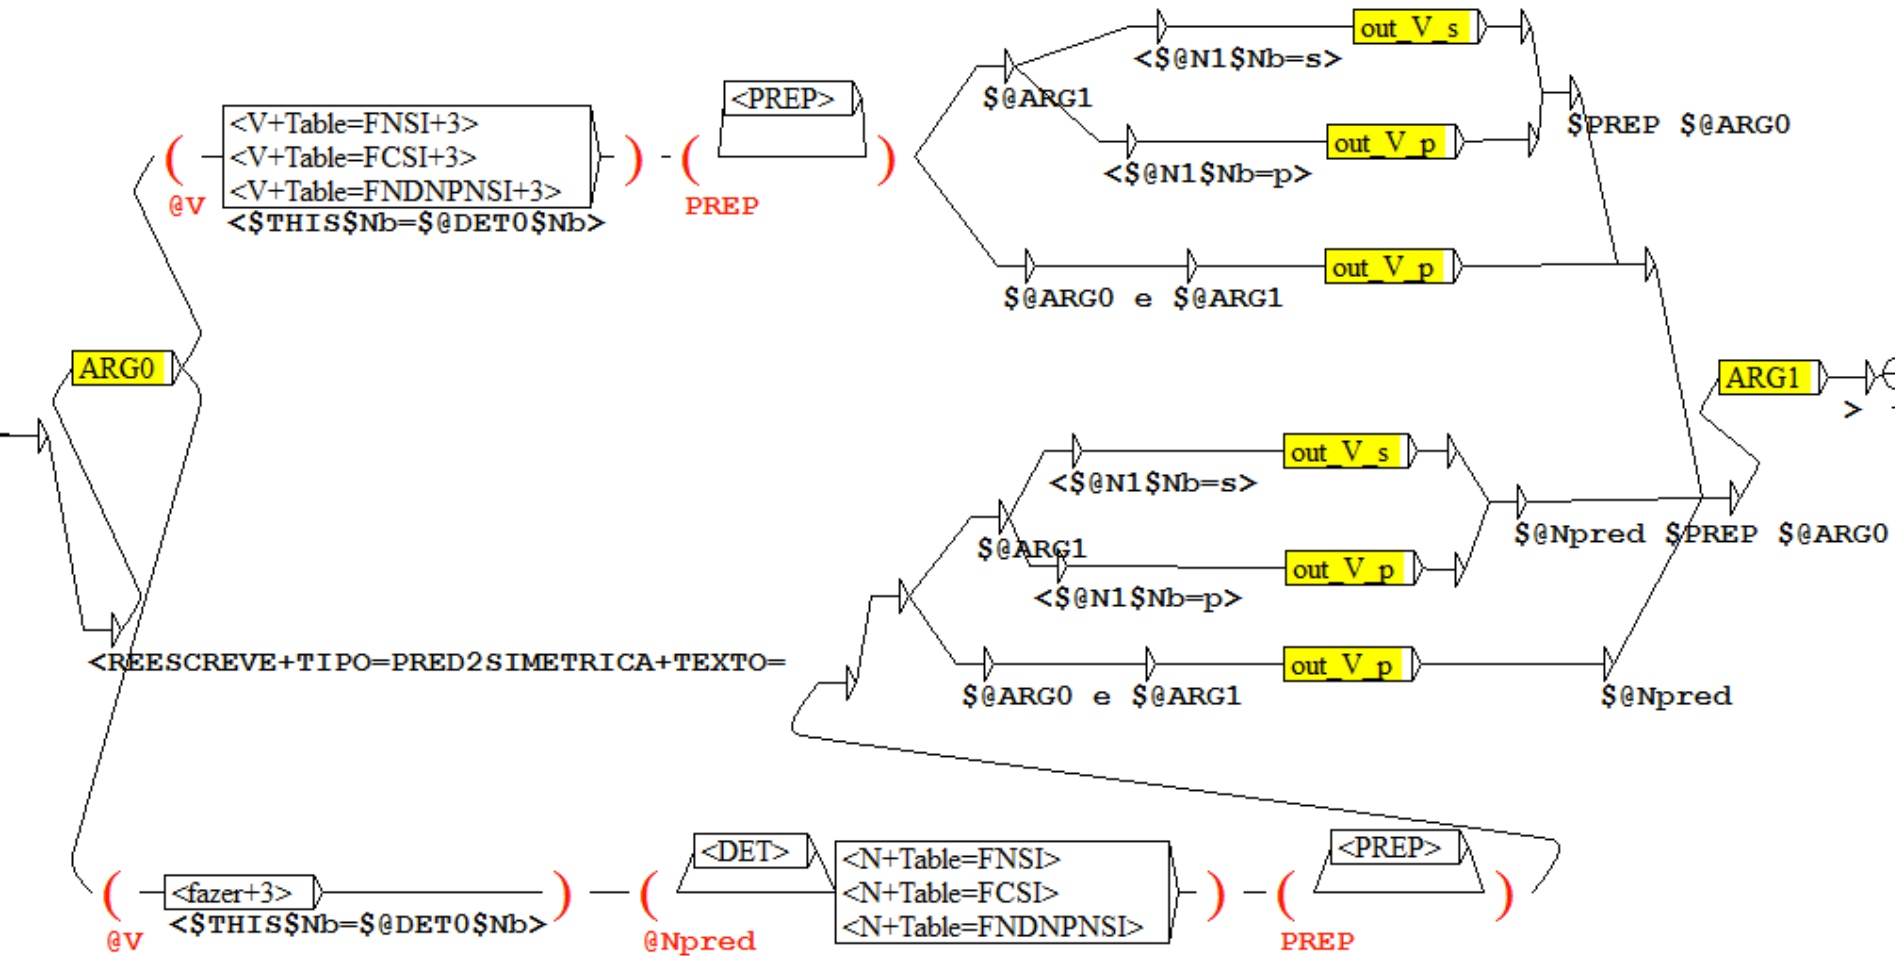 out_V_s
<$@N1$Nb=s>
<PREP>
$@ARG1
<V+Table=FNSI+3>
<V+Table=FCSI+3>
<V+Table=FNDNPNSI+3>
<$THIS$Nb=$@DET0$Nb>
( )
@V
( )
PREP
out_V_p
<$@N1$Nb=p>
$PREP $@ARG0
out_V_p
$@ARG0 e $@ARG1
ARG0
ARG1
>
out_V_s
<$@N1$Nb=s>
$@ARG1
out_V_p
<$@N1$Nb=p>
$@Npred $PREP $@ARG0
<REESCREVE+TIPO=PRED2SIMETRICA+TEXTO=
out_V_p
$@ARG0 e $@ARG1
$@Npred
( )
<fazer+3>
<$THIS$Nb=$@DET0$Nb>
@V
( )
<DET>
<N+Table=FNSI>
<N+Table=FCSI>
<N+Table=FNDNPNSI>
@Npred
( )
<PREP>
PREP